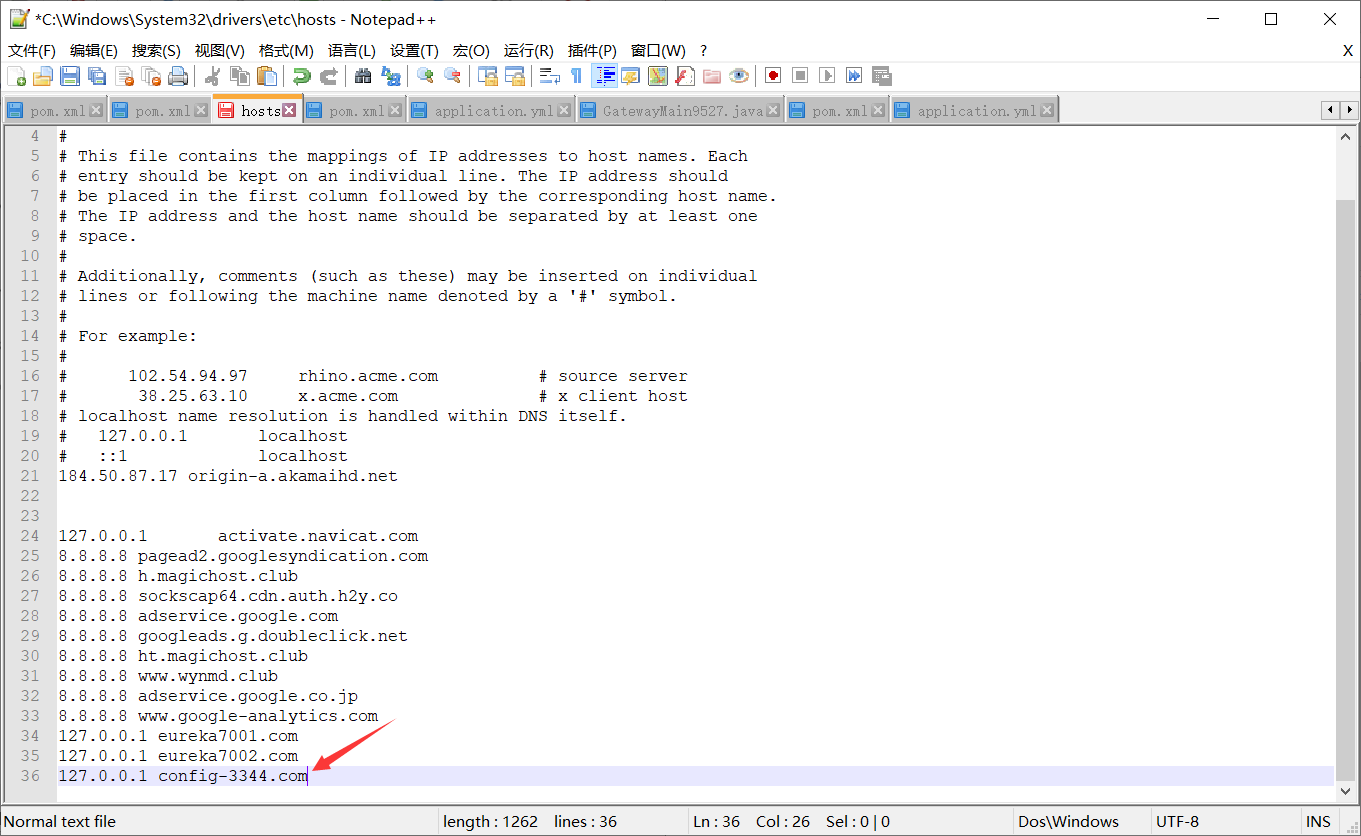 *C:\Windows\System32\drivers\etc\hosts - Notepad++
文件(F) 编辑(E) 搜索(S) 视图(V) 格式(M) 语言(L) 设置(T) 宏(O) 运行(R) 插件(P) 窗口(W) ? X
pom.xml pom.xml hosts pom.xml application.yml GatewayMain9527.java pom.xml application.yml
4 #
5 # This file contains the mappings of IP addresses to host names. Each
6 # entry should be kept on an individual line. The IP address should
7 # be placed in the first column followed by the corresponding host name.
8 # The IP address and the host name should be separated by at least one
9 # space.
10 #
11 # Additionally, comments (such as these) may be inserted on individual
12 # lines or following the machine name denoted by a '#' symbol.
13 #
14 # For example:
15 #
16 #      102.54.94.97     rhino.acme.com          # source server
17 #       38.25.63.10     x.acme.com              # x client host
18 # localhost name resolution is handled within DNS itself.
19 #   127.0.0.1       localhost
20 #   ::1             localhost
21 184.50.87.17 origin-a.akamaihd.net
22
23
24 127.0.0.1       activate.navicat.com
25 8.8.8.8 pagead2.googlesyndication.com
26 8.8.8.8 h.magichost.club
27 8.8.8.8 sockscap64.cdn.auth.h2y.co
28 8.8.8.8 adservice.google.com
29 8.8.8.8 googleads.g.doubleclick.net
30 8.8.8.8 ht.magichost.club
31 8.8.8.8 www.wynmd.club
32 8.8.8.8 adservice.google.co.jp
33 8.8.8.8 www.google-analytics.com
34 127.0.0.1 eureka7001.com
35 127.0.0.1 eureka7002.com
36 127.0.0.1 config-3344.com
Normal text file length : 1262 lines : 36 Ln : 36 Col : 26 Sel : 0 | 0 Dos\Windows UTF-8 INS